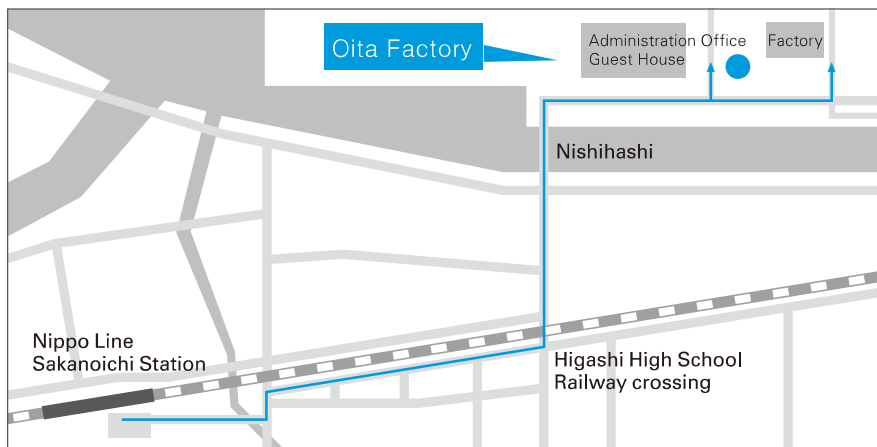 Oita Factory
Administration Office
Guest House
Factory
Nishihashi
Nippo Line
Sakanoichi Station
Higashi High School
Railway crossing